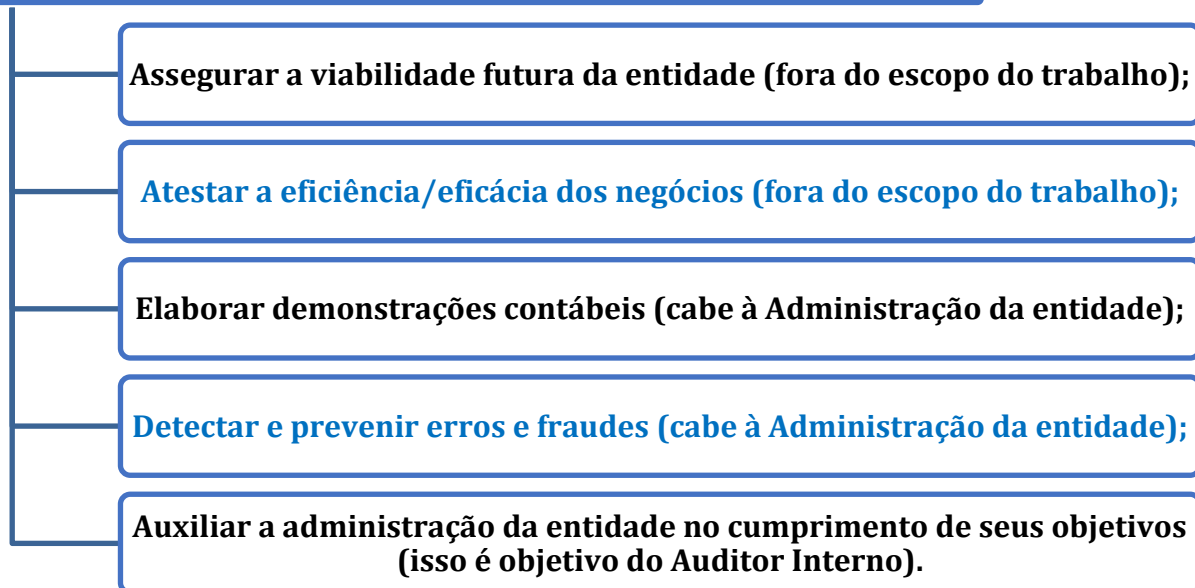 Assegurar a viabilidade futura da entidade (fora do escopo do trabalho);
Atestar a eficiência/eficácia dos negócios (fora do escopo do trabalho);
Elaborar demonstrações contábeis (cabe à Administração da entidade);
Detectar e prevenir erros e fraudes (cabe à Administração da entidade);
Auxiliar a administração da entidade no cumprimento de seus objetivos
(isso é objetivo do Auditor Interno).